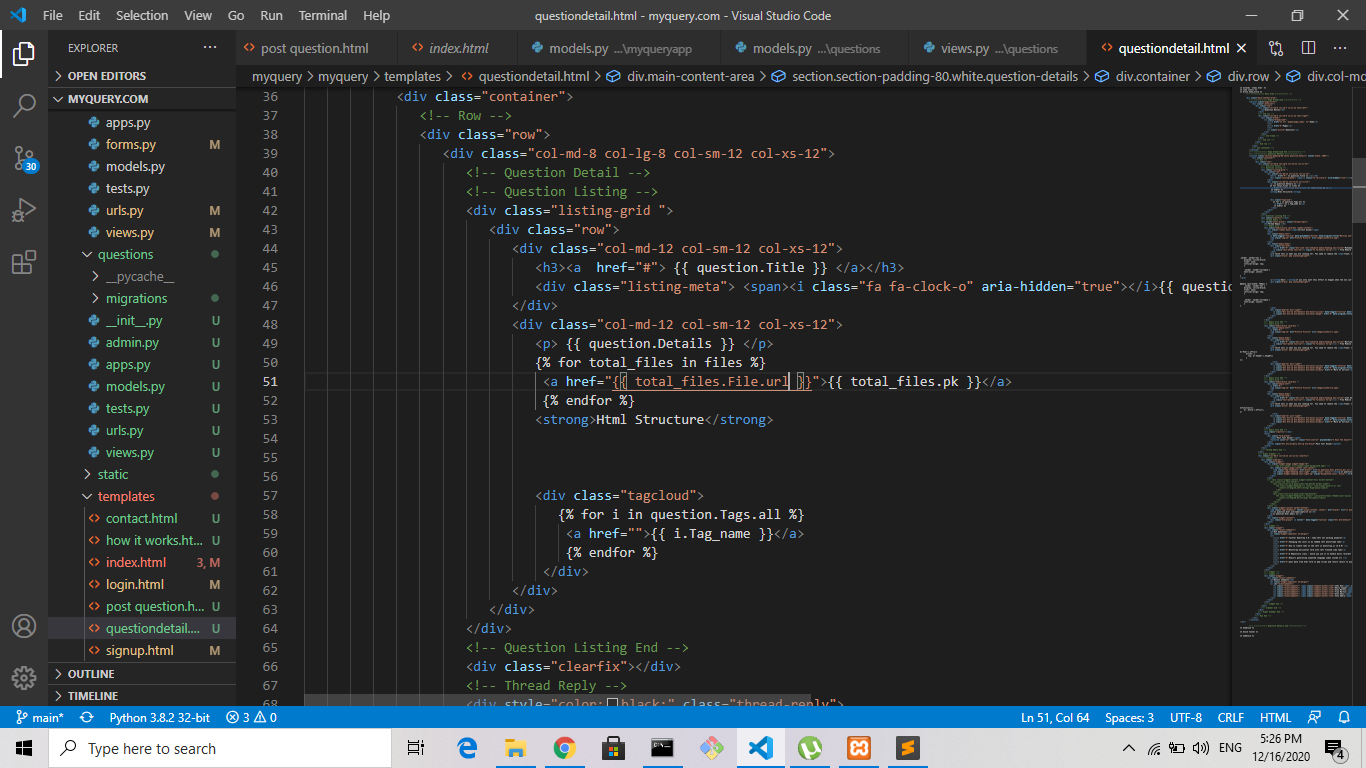 File Edit Selection View Go Run Terminal Help questiondetail.html - myquery.com - Visual Studio Code
EXPLORER ··· post question.html index.html models.py ...\myqueryapp models.py ...\questions views.py ...\questions questiondetail.html ···
OPEN EDITORS
MYQUERY.COM
apps.py
forms.py M
models.py
tests.py
urls.py M
views.py M
questions
__pycache__
migrations
__init__.py U
admin.py U
apps.py U
models.py U
tests.py U
urls.py U
views.py U
static
templates
contact.html U
how it works.ht... U
index.html 3, M
login.html M
post question.h... U
questiondetail.... U
signup.html M
OUTLINE
TIMELINE
30
myquery > myquery > templates > questiondetail.html > div.main-content-area > section.section-padding-80.white.question-details > div.container > div.row > div.col-mo
36 <div class="container">
37 <!-- Row -->
38 <div class="row">
39 <div class="col-md-8 col-lg-8 col-sm-12 col-xs-12">
40 <!-- Question Detail -->
41 <!-- Question Listing -->
42 <div class="listing-grid ">
43 <div class="row">
44 <div class="col-md-12 col-sm-12 col-xs-12">
45 <h3><a  href="#"> {{ question.Title }} </a></h3>
46 <div class="listing-meta"> <span><i class="fa fa-clock-o" aria-hidden="true"></i>{{ questio
47 </div>
48 <div class="col-md-12 col-sm-12 col-xs-12">
49 <p> {{ question.Details }} </p>
50 {% for total_files in files %}
51 <a href="{{ total_files.File.url }}">{{ total_files.pk }}</a>
52 {% endfor %}
53 <strong>Html Structure</strong>
54
55
56
57 <div class="tagcloud">
58 {% for i in question.Tags.all %}
59 <a href="">{{ i.Tag_name }}</a>
60 {% endfor %}
61 </div>
62 </div>
63 </div>
64 </div>
65 <!-- Question Listing End -->
66 <div class="clearfix"></div>
67 <!-- Thread Reply -->
68 <div style="color: black;" class="thread-reply">
main* Python 3.8.2 32-bit 3 0 Ln 51, Col 64 Spaces: 3 UTF-8 CRLF HTML
Type here to search ENG 5:26 PM
12/16/2020 4